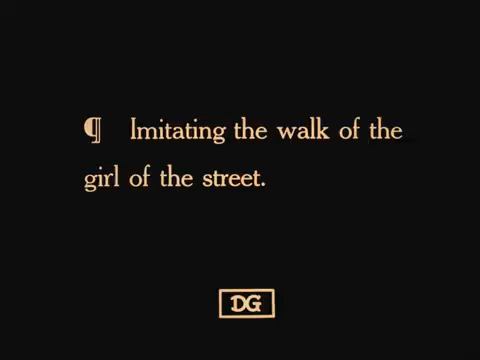 ¶ Imitating the walk of the
girl of the street.
DG